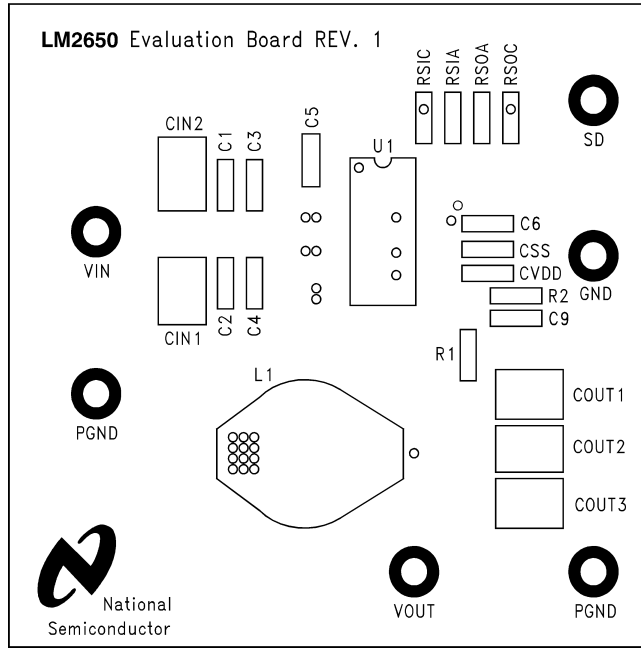 LM2650 Evaluation Board REV. 1
RSIC
RSIA
RSOA
RSOC
SD
CIN2
C1
C3
C5
U1
VIN
C6
CSS
CVDD
GND
R2
C9
CIN1
C2
C4
R1
L1
PGND
COUT1
COUT2
COUT3
National
Semiconductor
VOUT
PGND